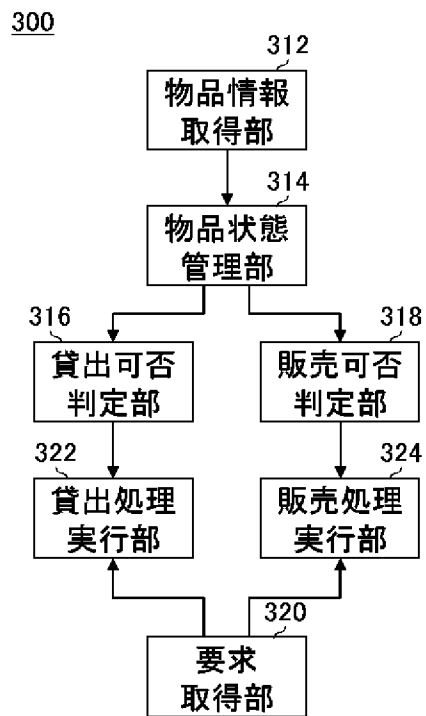 300
312
物品情報
取得部
314
物品状態
管理部
316
貸出可否
判定部
318
販売可否
判定部
322
貸出処理
実行部
324
販売処理
実行部
320
要求
取得部